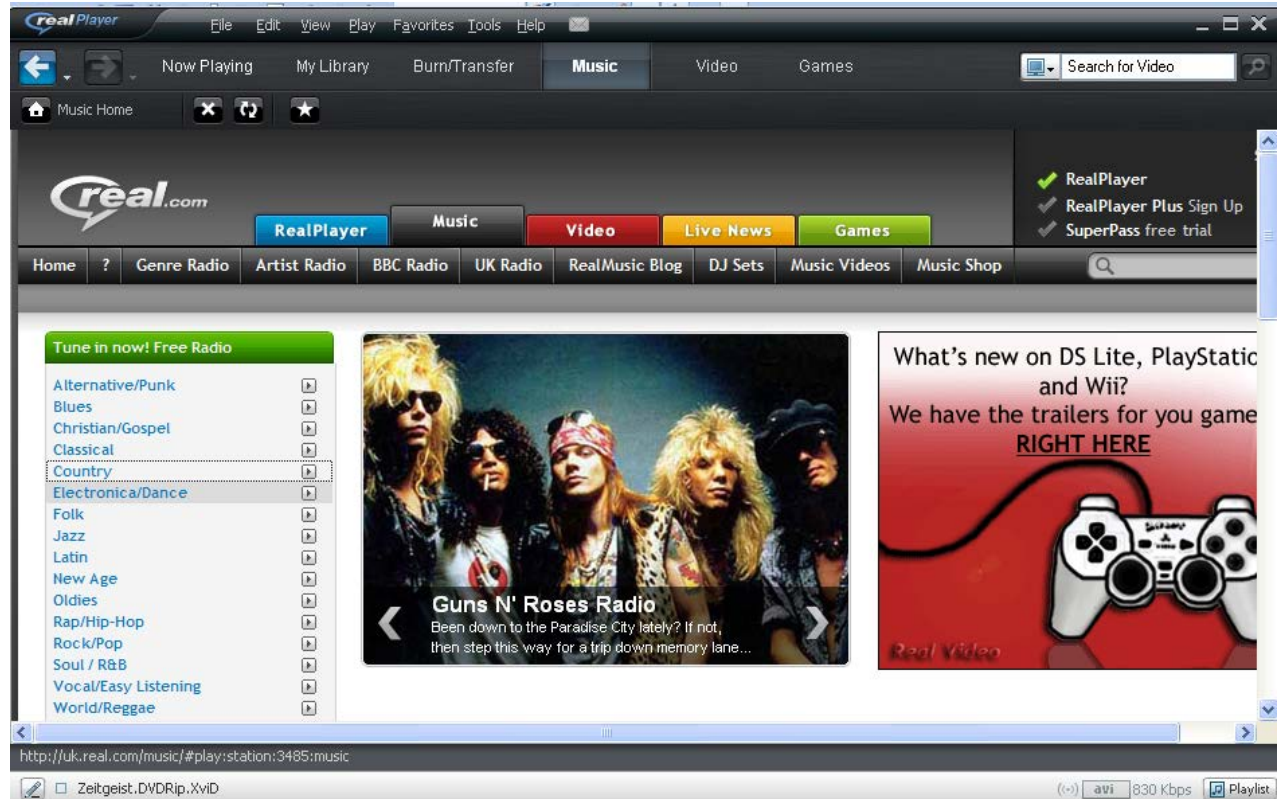 real Player File Edit View Play Favorites Tools Help
Now Playing My Library Burn/Transfer Music Video Games Search for Video
Music Home
real.com
RealPlayer
RealPlayer Plus Sign Up
SuperPass free trial
RealPlayer Music Video Live News Games
Home ? Genre Radio Artist Radio BBC Radio UK Radio RealMusic Blog DJ Sets Music Videos Music Shop
Tune in now! Free Radio
Alternative/Punk
Blues
Christian/Gospel
Classical
Country
Electronica/Dance
Folk
Jazz
Latin
New Age
Oldies
Rap/Hip-Hop
Rock/Pop
Soul / R&B
Vocal/Easy Listening
World/Reggae
Guns N' Roses Radio
Been down to the Paradise City lately? If not,
then step this way for a trip down memory lane...
What's new on DS Lite, PlayStatio
and Wii?
We have the trailers for you game
RIGHT HERE
Real Video
http://uk.real.com/music/#play:station:3485:music
Zeitgeist.DVDRip.XviD avi 830 Kbps Playlist